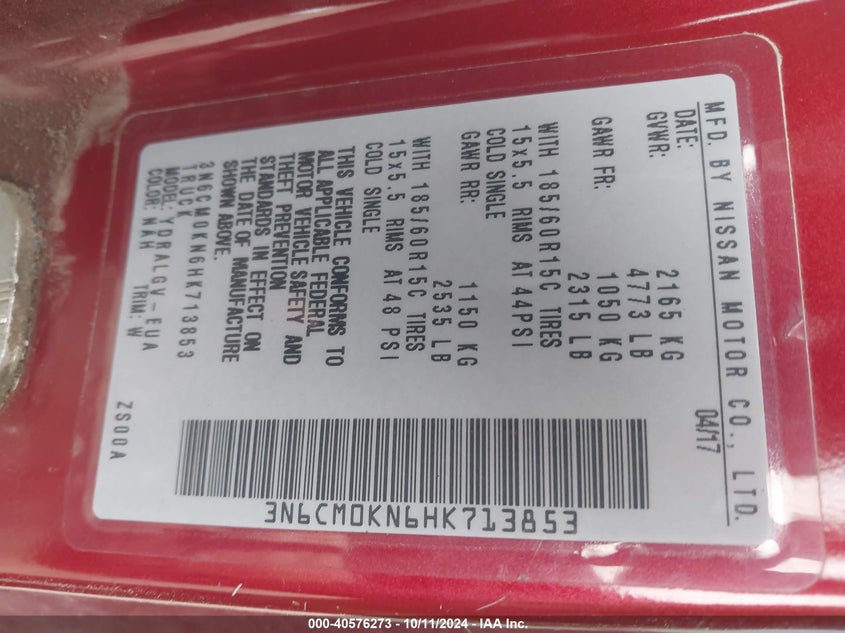 MFD. BY NISSAN MOTOR CO., LTD.
DATE: 04/17
GVWR: 2165 KG
4773 LB
GAWR FR: 1050 KG
2315 LB
WITH 185/60R15C TIRES
15x5.5 RIMS AT 44PSI
COLD SINGLE
GAWR RR: 1150 KG
2535 LB
WITH 185/60R15C TIRES
15x5.5 RIMS AT 48 PSI
COLD SINGLE
THIS VEHICLE CONFORMS TO
ALL APPLICABLE FEDERAL
MOTOR VEHICLE SAFETY AND
THEFT PREVENTION
STANDARDS IN EFFECT ON
THE DATE OF MANUFACTURE
SHOWN ABOVE.
3N6CM0KN6HK713853
TRUCK
MODEL: YDRALGV-EUA
COLOR: NAH TRIM: W
ZS00A
3N6CM0KN6HK713853
000-40576273 - 10/11/2024 - IAA Inc.